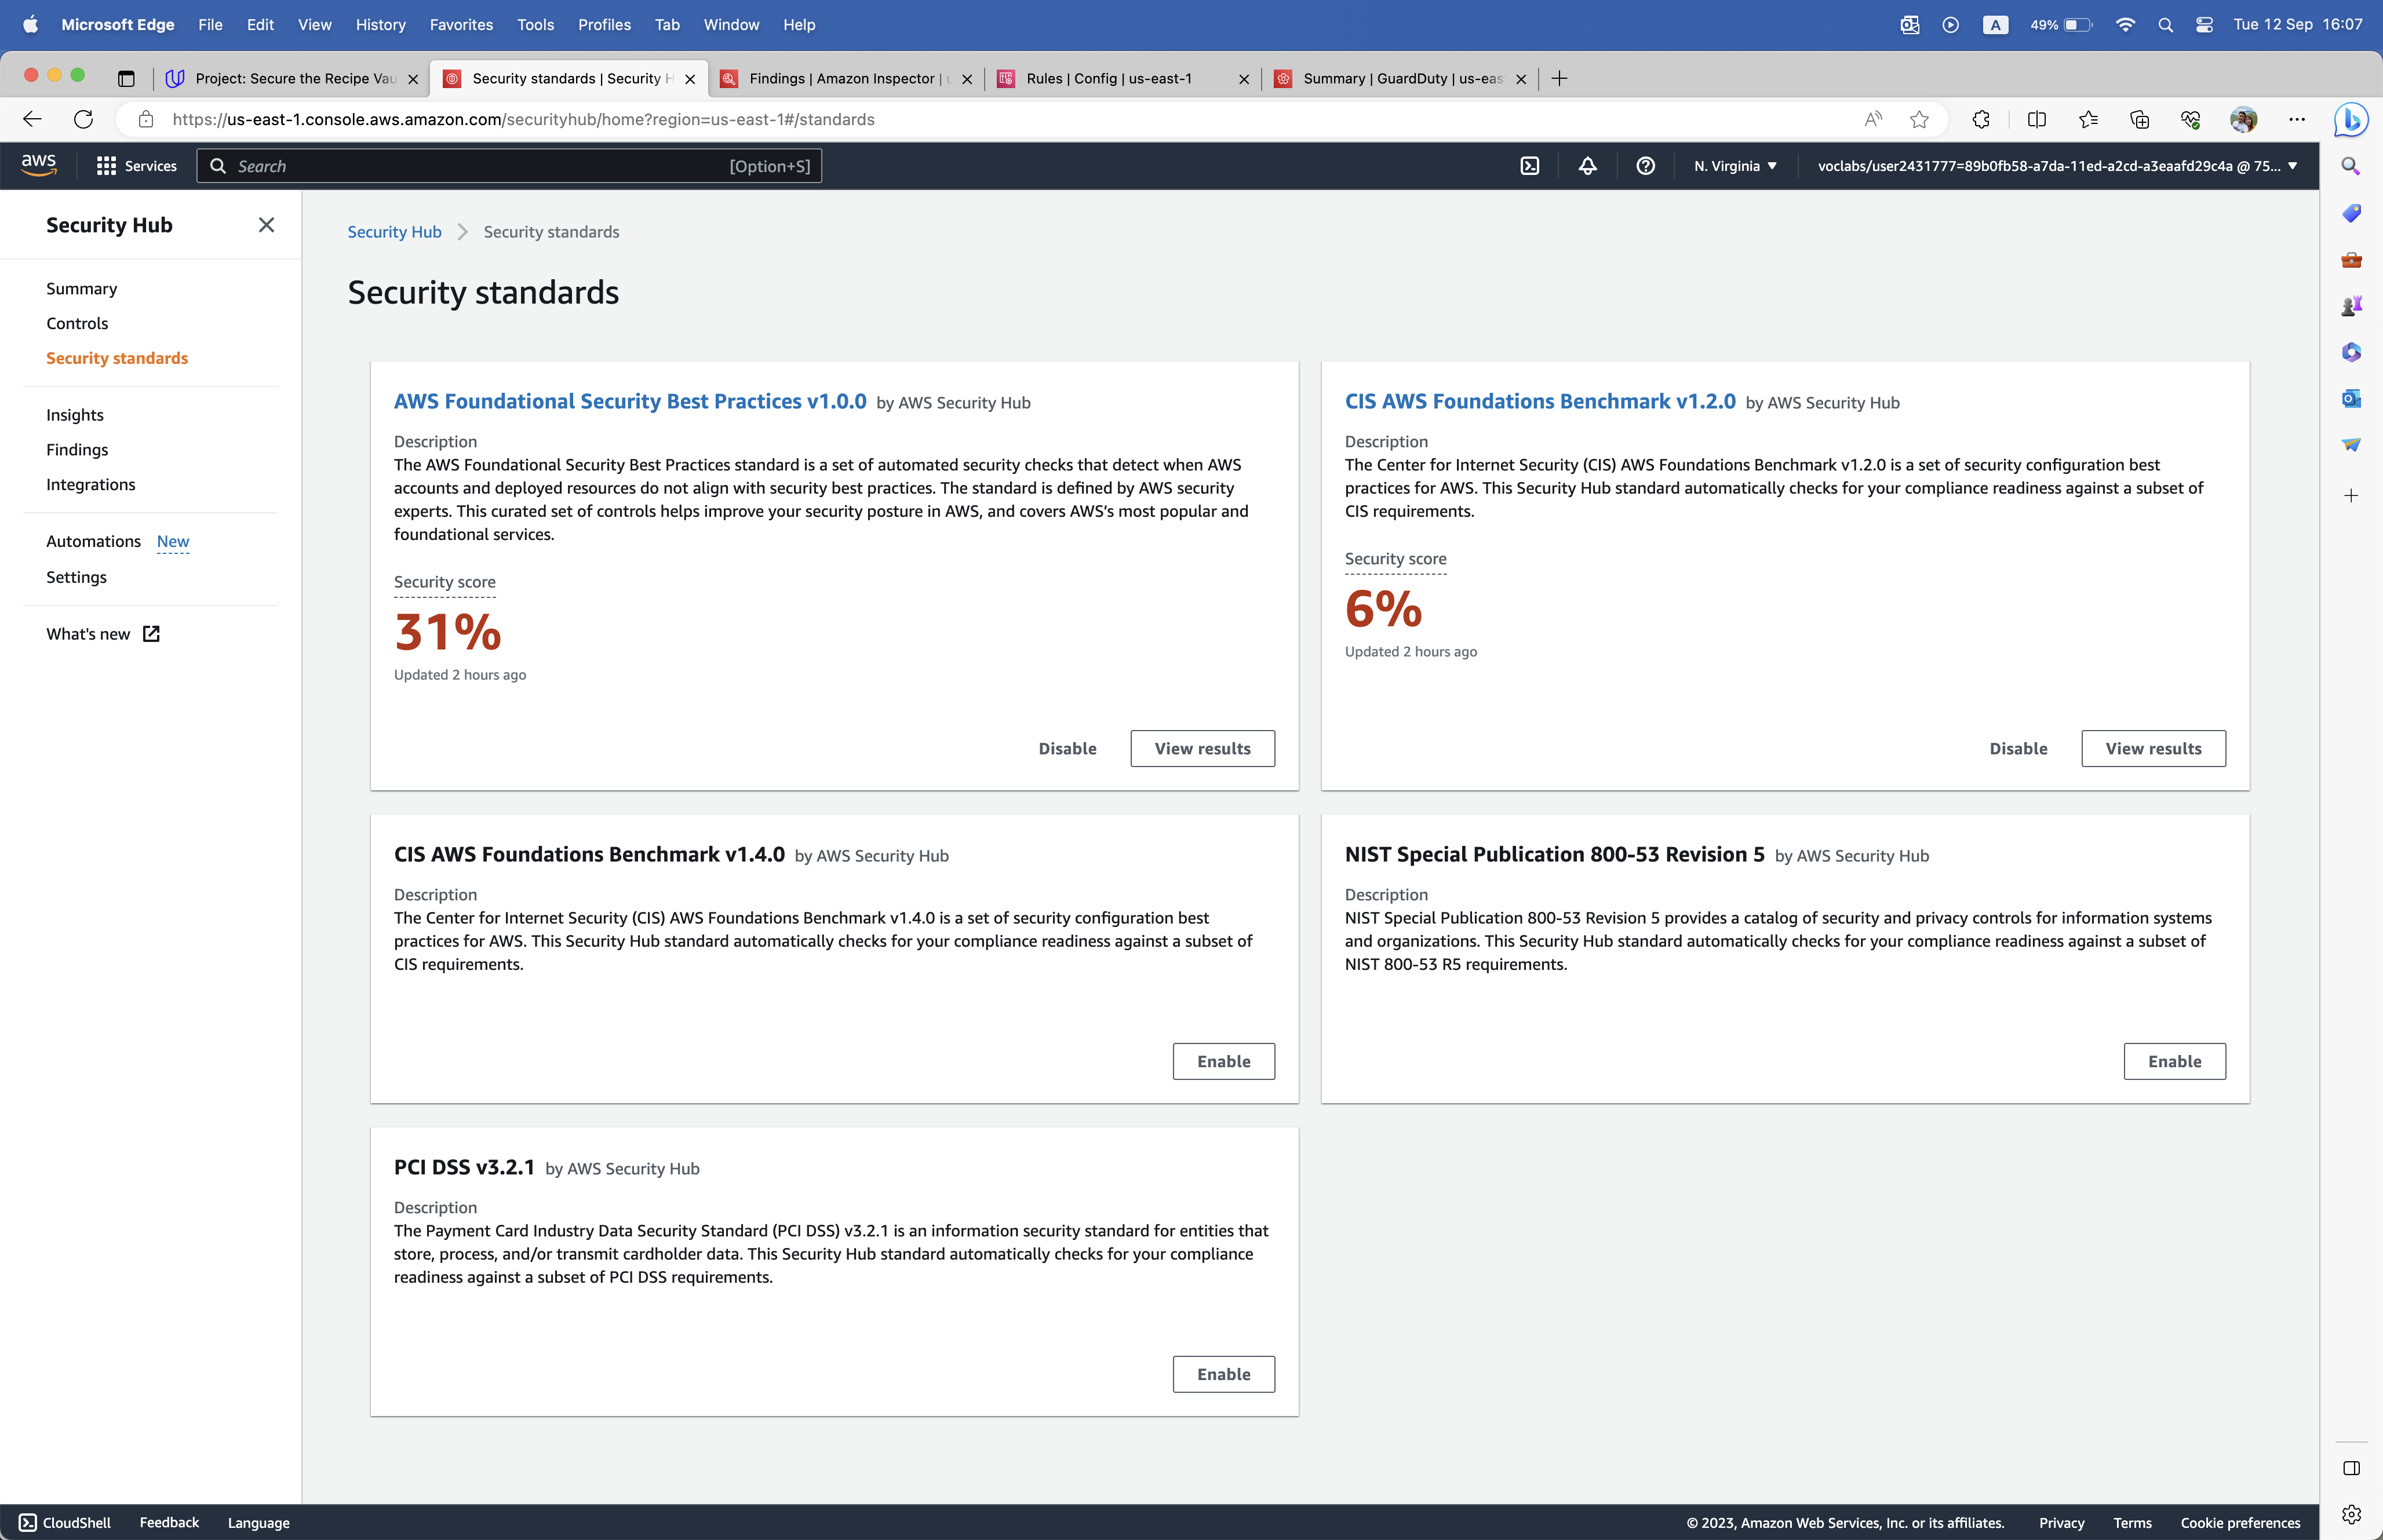 Microsoft Edge File Edit View History Favorites Tools Profiles Tab Window Help A 49% Tue 12 Sep 16:07
Project: Secure the Recipe Vau Security standards | Security H Findings | Amazon Inspector | u Rules | Config | us-east-1 Summary | GuardDuty | us-eas
https://us-east-1.console.aws.amazon.com/securityhub/home?region=us-east-1#/standards
aws Services Search [Option+S] N. Virginia voclabs/user2431777=89b0fb58-a7da-11ed-a2cd-a3eaafd29c4a @ 75...
Security Hub
Summary
Controls
Security standards
Insights
Findings
Integrations
Automations New
Settings
What's new
Security Hub Security standards
Security standards
AWS Foundational Security Best Practices v1.0.0 by AWS Security Hub
Description
The AWS Foundational Security Best Practices standard is a set of automated security checks that detect when AWS
accounts and deployed resources do not align with security best practices. The standard is defined by AWS security
experts. This curated set of controls helps improve your security posture in AWS, and covers AWS’s most popular and
foundational services.
Security score
31%
Updated 2 hours ago
Disable View results
CIS AWS Foundations Benchmark v1.2.0 by AWS Security Hub
Description
The Center for Internet Security (CIS) AWS Foundations Benchmark v1.2.0 is a set of security configuration best
practices for AWS. This Security Hub standard automatically checks for your compliance readiness against a subset of
CIS requirements.
Security score
6%
Updated 2 hours ago
Disable View results
CIS AWS Foundations Benchmark v1.4.0 by AWS Security Hub
Description
The Center for Internet Security (CIS) AWS Foundations Benchmark v1.4.0 is a set of security configuration best
practices for AWS. This Security Hub standard automatically checks for your compliance readiness against a subset of
CIS requirements.
Enable
NIST Special Publication 800-53 Revision 5 by AWS Security Hub
Description
NIST Special Publication 800-53 Revision 5 provides a catalog of security and privacy controls for information systems
and organizations. This Security Hub standard automatically checks for your compliance readiness against a subset of
NIST 800-53 R5 requirements.
Enable
PCI DSS v3.2.1 by AWS Security Hub
Description
The Payment Card Industry Data Security Standard (PCI DSS) v3.2.1 is an information security standard for entities that
store, process, and/or transmit cardholder data. This Security Hub standard automatically checks for your compliance
readiness against a subset of PCI DSS requirements.
Enable
CloudShell Feedback Language © 2023, Amazon Web Services, Inc. or its affiliates. Privacy Terms Cookie preferences